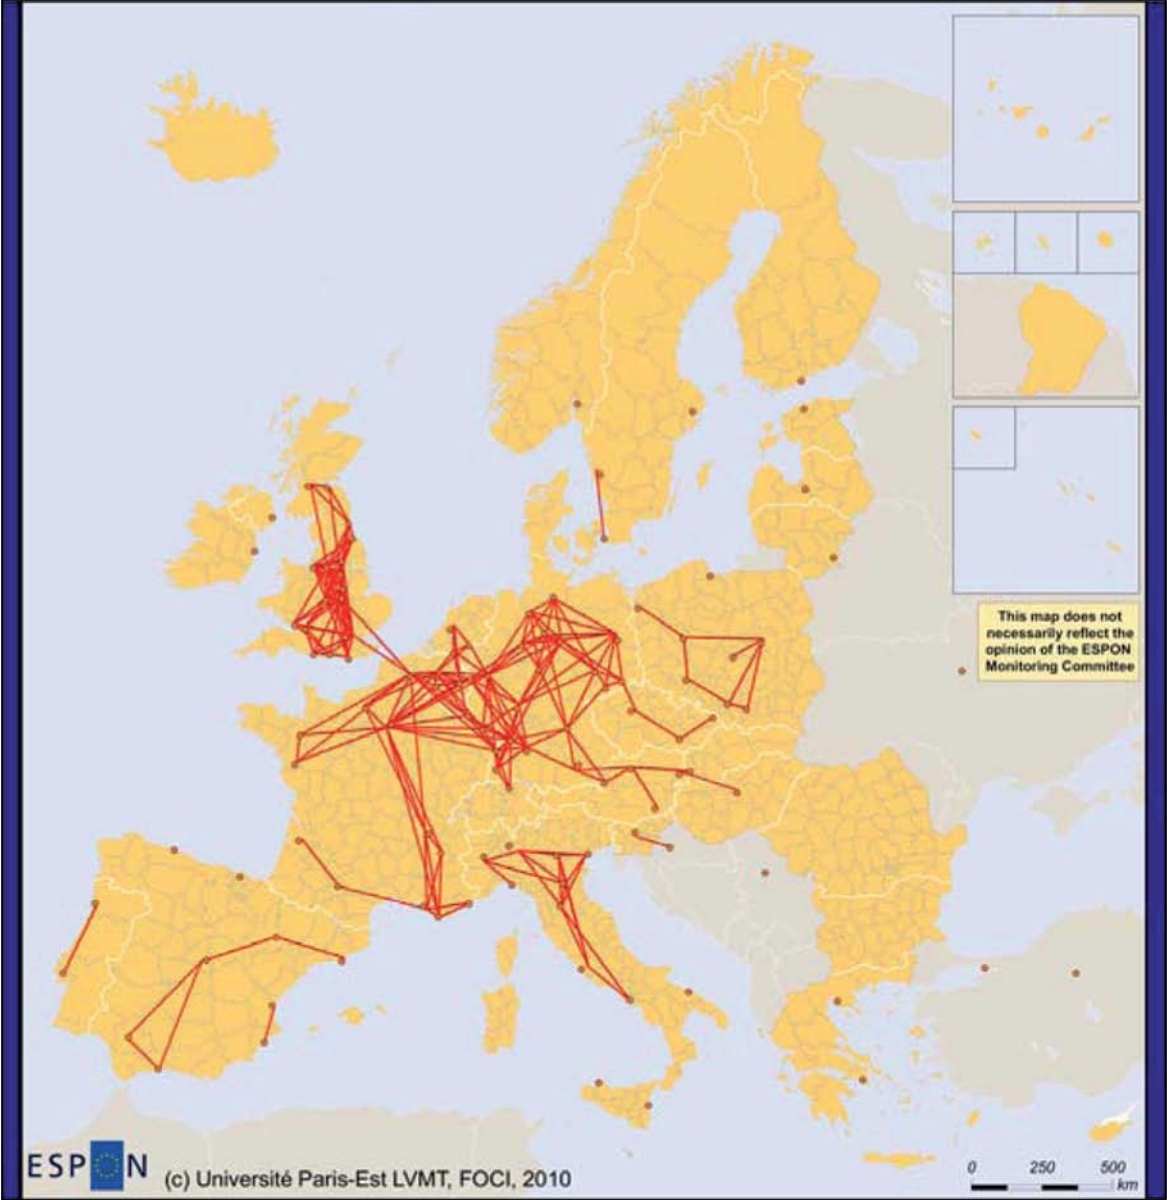 This map does not
necessarily reflect the
opinion of the ESPON
Monitoring Committee
ESPON
(c) Université Paris-Est LVMT, FOCI, 2010
0 250 500
km